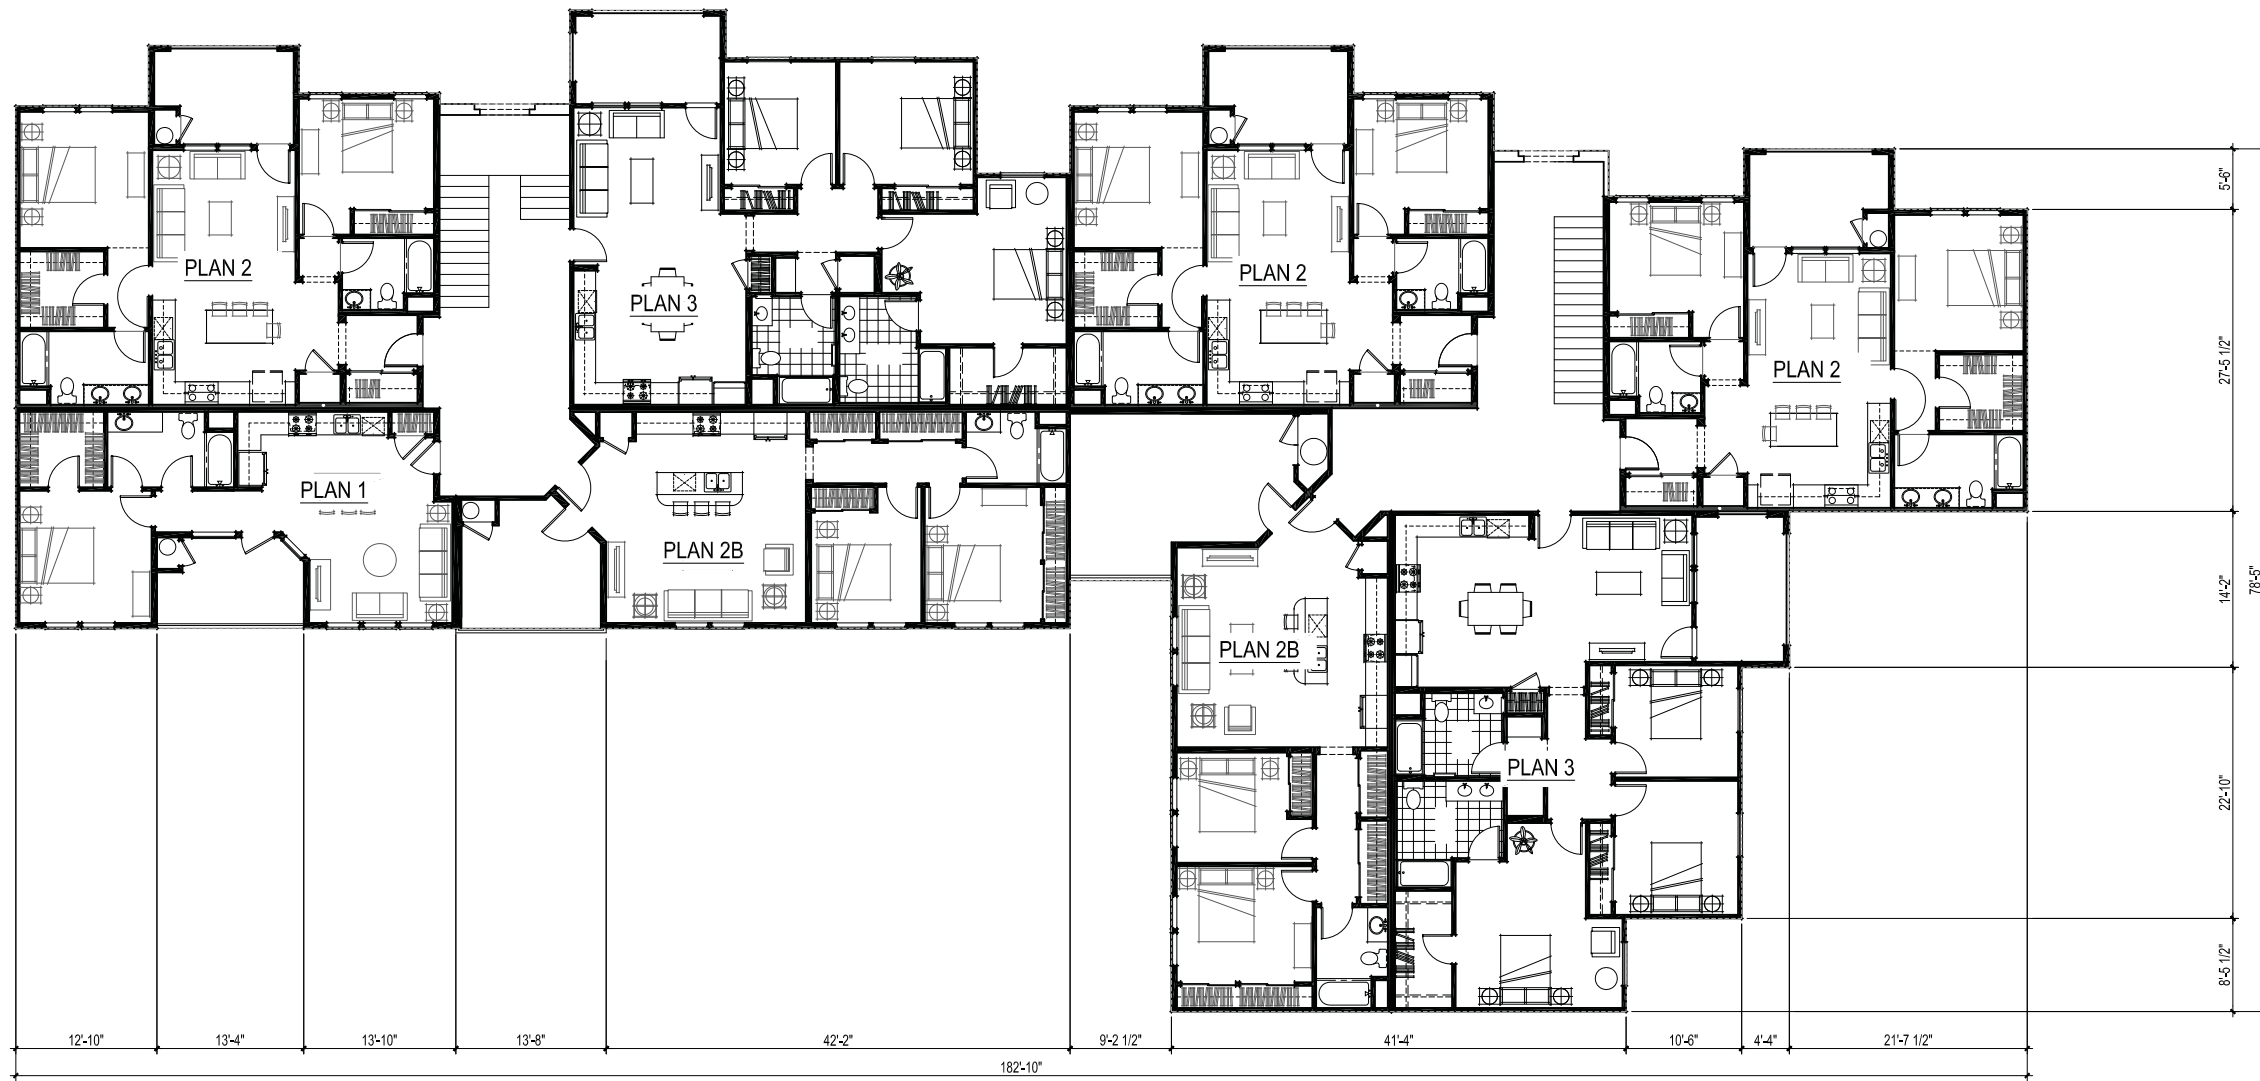 5'-6"
PLAN 2
PLAN 2
PLAN 3
27'-5 1/2"
PLAN 2
PLAN 1
PLAN 2B
14'-2"
78'-5"
PLAN 2B
PLAN 3
22'-10"
8'-5 1/2"
12'-10"
13'-4"
13'-10"
13'-8"
42'-2"
9'-2 1/2"
41'-4"
10'-6"
4'-4"
21'-7 1/2"
182'-10"